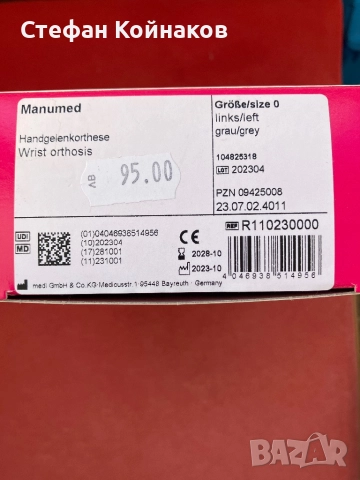 Стефан Койнаков
Manumed
Handgelenkorthese
Wrist orthosis
AB 95.00
Größe/size 0
links/left
grau/grey
104825318
LOT 202304
PZN 09425008
23.07.02.4011
REF R110230000
UDI
MD
(01)04046938514956
(10)202304
(17)281001
(11)231001
CE
2028-10
2023-10
4 046938 514956
medi GmbH & Co.KG·Medicusstr.1·95448 Bayreuth · Germany
BAZAR